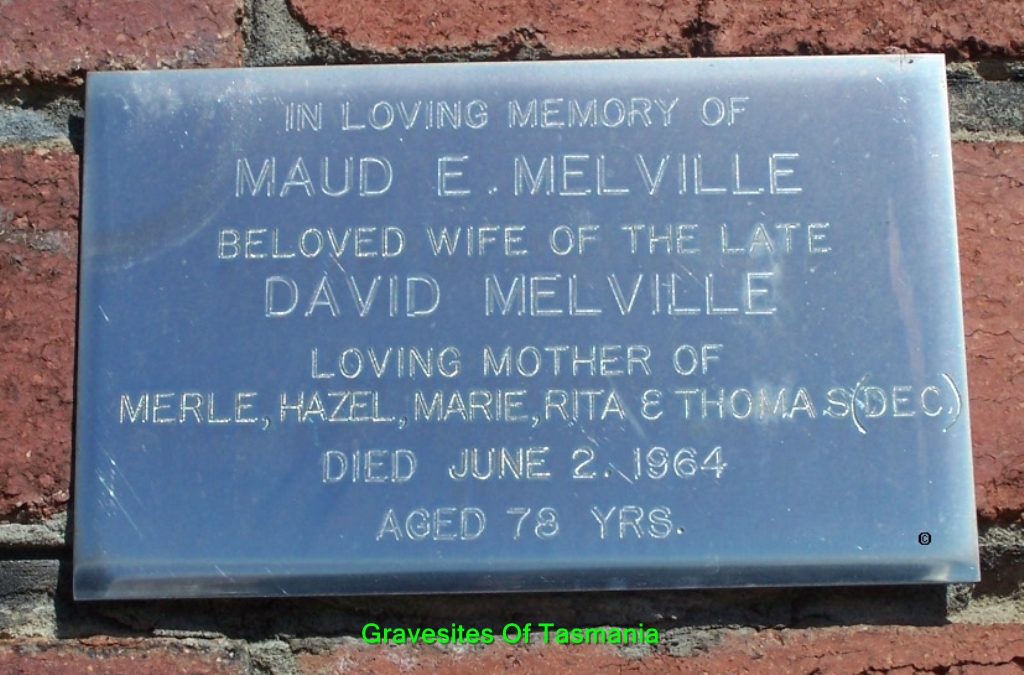 IN LOVING MEMORY OF
MAUD E. MELVILLE
BELOVED WIFE OF THE LATE
DAVID MELVILLE
LOVING MOTHER OF
MERLE, HAZEL, MARIE, RITA & THOMAS (DEC.)
DIED JUNE 2. 1964
AGED 78 YRS.
©
Gravesites Of Tasmania